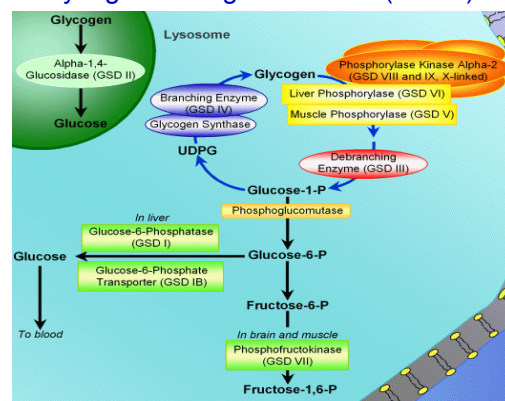 Glycogen
Lysosome
Alpha-1,4-
Glucosidase (GSD II)
Glucose
Glycogen
Phosphorylase Kinase Alpha-2
(GSD VIII and IX, X-linked)
Branching Enzyme
(GSD IV)
Glycogen Synthase
Liver Phosphorylase (GSD VI)
Muscle Phosphorylase (GSD V)
UDPG
Debranching
Enzyme (GSD III)
Glucose-1-P
Phosphoglucomutase
In liver
Glucose-6-Phosphatase
(GSD I)
Glucose
Glucose-6-P
Glucose-6-Phosphate
Transporter (GSD IB)
Fructose-6-P
To blood
In brain and muscle
Phosphofructokinase
(GSD VII)
Fructose-1,6-P